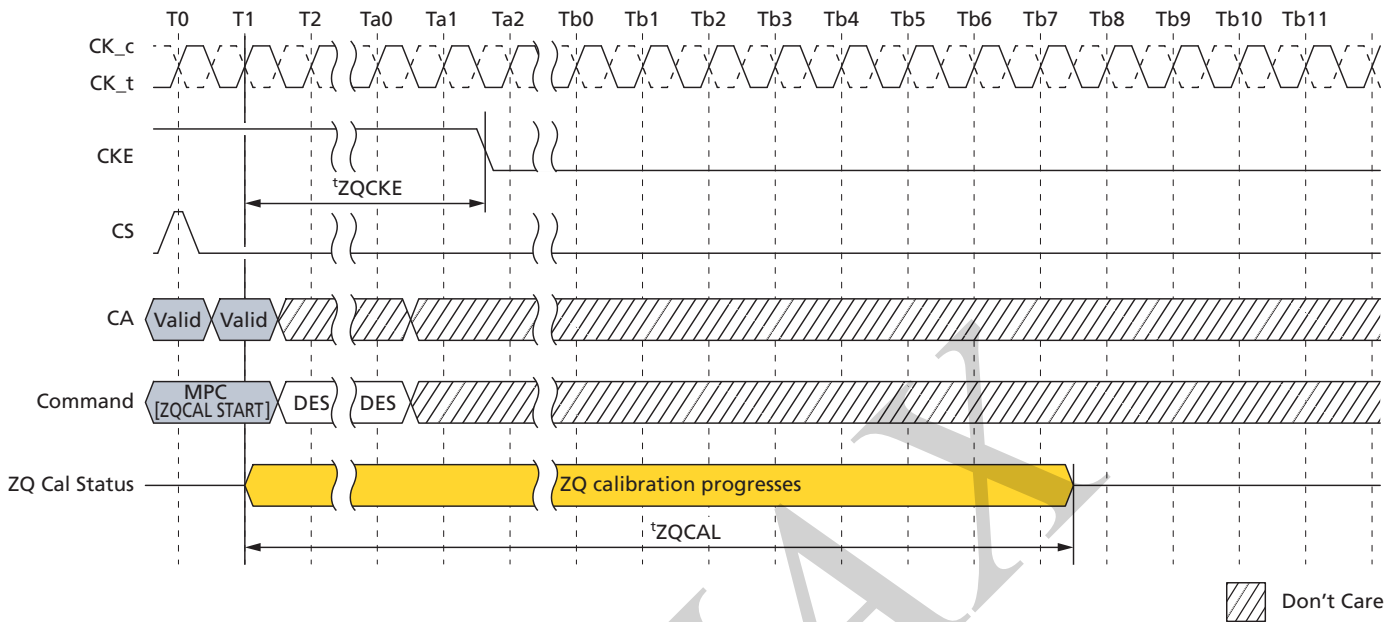 T0 T1 T2 Ta0 Ta1 Ta2 Tb0 Tb1 Tb2 Tb3 Tb4 Tb5 Tb6 Tb7 Tb8 Tb9 Tb10 Tb11
CK_c
CK_t
CKE
tZQCKE
CS
CA Valid Valid
Command MPC [ZQCAL START] DES DES
ZQ Cal Status ZQ calibration progresses
tZQCAL
Don't Care